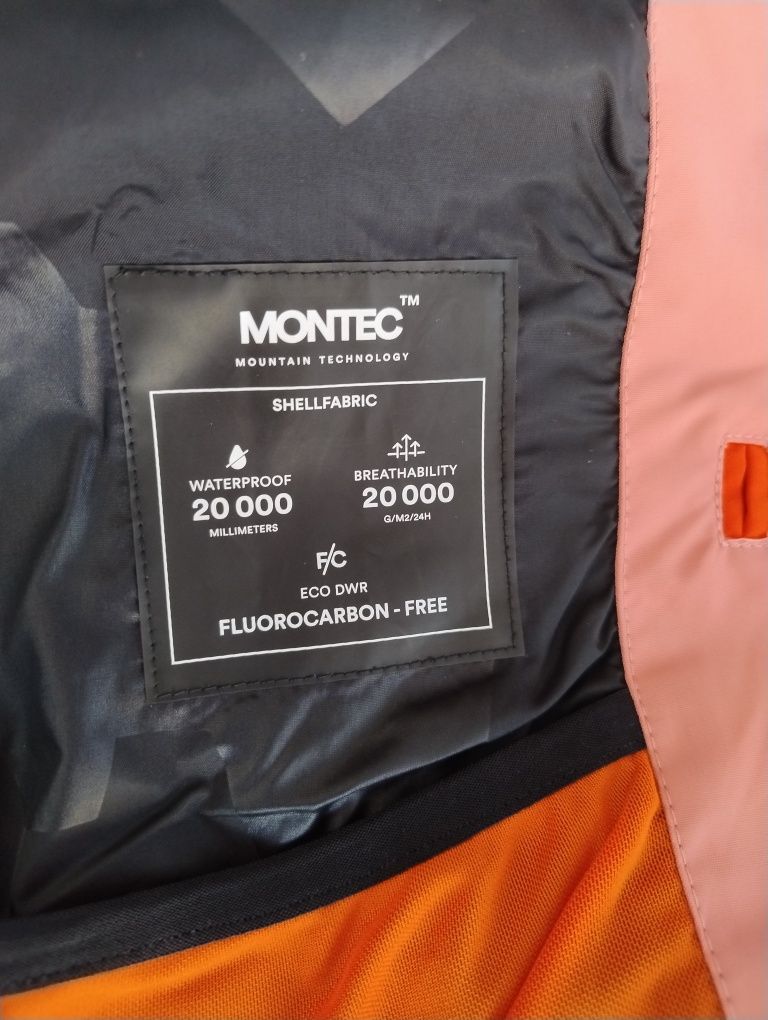 MONTEC™
MOUNTAIN TECHNOLOGY
SHELLFABRIC
WATERPROOF
20 000
MILLIMETERS
BREATHABILITY
20 000
G/M2/24H
F/C
ECO DWR
FLUOROCARBON - FREE